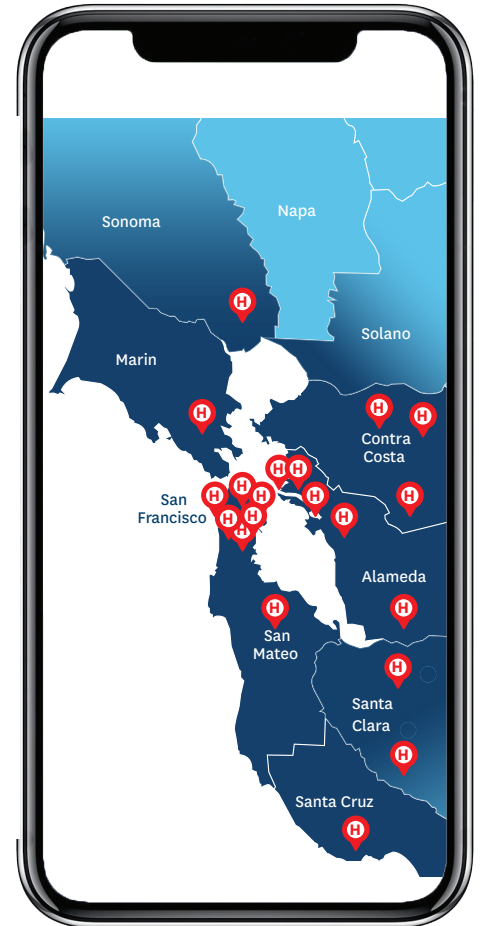 Napa
Sonoma
H
Solano
Marin
H
H
H
Contra
Costa
H
H
H
H
H
H
H
San
Francisco
H
H
H
H
Alameda
H
H
San
Mateo
H
Santa
Clara
H
Santa Cruz
H